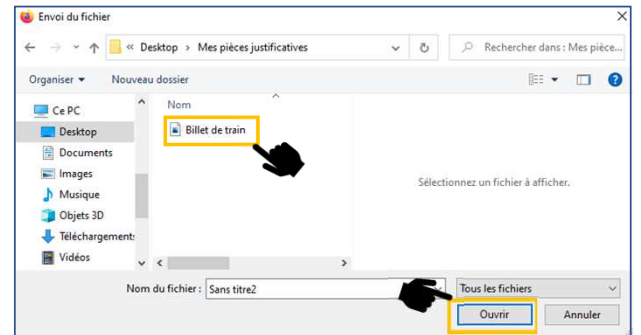 Envoi du fichier
« Desktop > Mes pièces justificatives
Rechercher dans : Mes pièce...
Organiser Nouveau dossier
Ce PC
Desktop
Documents
Images
Musique
Objets 3D
Téléchargements
Vidéos
Nom
Billet de train
Sélectionnez un fichier à afficher.
Nom du fichier : Sans titre2
Tous les fichiers
Ouvrir Annuler